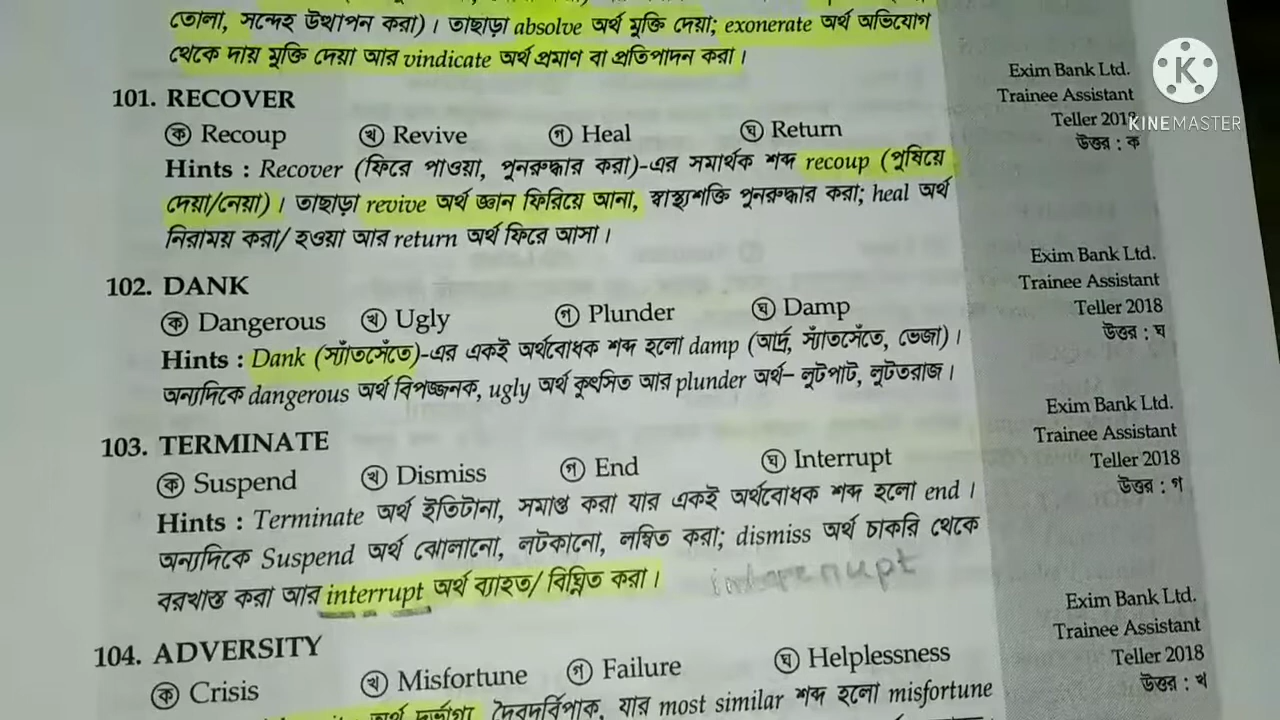 তোলা, সন্দেহ উত্থাপন করা)। তাছাড়া absolve অর্থ মুক্তি দেয়া; exonerate অর্থ অভিযোগ
থেকে দায় মুক্তি দেয়া আর vindicate অর্থ প্রমাণ বা প্রতিপাদন করা।
101. RECOVER
ⓚ Recoup খ Revive গ Heal ঘ Return
Hints : Recover (ফিরে পাওয়া, পুনরুদ্ধার করা)-এর সমার্থক শব্দ recoup (পুষিয়ে
দেয়া/নেয়া)। তাছাড়া revive অর্থ জ্ঞান ফিরিয়ে আনা, স্বাস্থ্যশক্তি পুনরুদ্ধার করা; heal অর্থ
নিরাময় করা/ হওয়া আর return অর্থ ফিরে আসা।
Exim Bank Ltd.
Trainee Assistant
Teller 2018
উত্তর : ক
102. DANK
ক Dangerous খ Ugly গ Plunder ঘ Damp
Hints : Dank (স্যাঁতসেঁতে)-এর একই অর্থবোধক শব্দ হলো damp (আর্দ্র, স্যাঁতসেঁতে, ভেজা)।
অন্যদিকে dangerous অর্থ বিপজ্জনক, ugly অর্থ কুৎসিত আর plunder অর্থ– লুটপাট, লুটতরাজ।
Exim Bank Ltd.
Trainee Assistant
Teller 2018
উত্তর : ঘ
103. TERMINATE
ক Suspend খ Dismiss গ End ঘ Interrupt
Hints : Terminate অর্থ ইতিটানা, সমাপ্ত করা যার একই অর্থবোধক শব্দ হলো end।
অন্যদিকে Suspend অর্থ ঝোলানো, লটকানো, লম্বিত করা; dismiss অর্থ চাকরি থেকে
বরখাস্ত করা আর interrupt অর্থ ব্যাহত/ বিঘ্নিত করা।
Exim Bank Ltd.
Trainee Assistant
Teller 2018
উত্তর : গ
104. ADVERSITY
ক Crisis খ Misfortune গ Failure ঘ Helplessness
অর্থ দুর্ভাগ্য দৈবদুর্বিপাক, যার most similar শব্দ হলো misfortune
Exim Bank Ltd.
Trainee Assistant
Teller 2018
উত্তর : খ
K
KINEMASTER